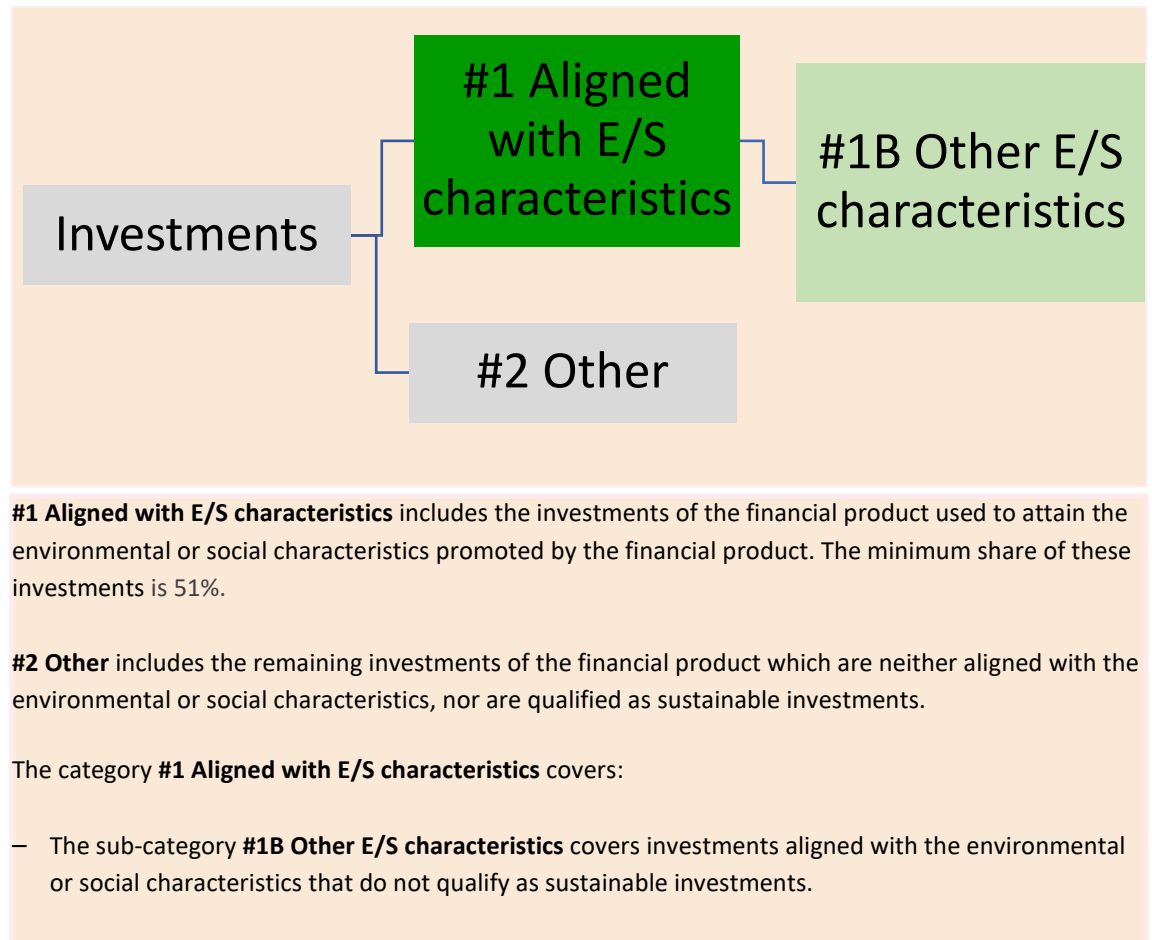 #1 Aligned
with E/S
characteristics
#1B Other E/S
characteristics
Investments
#2 Other
#1 Aligned with E/S characteristics includes the investments of the financial product used to attain the
environmental or social characteristics promoted by the financial product. The minimum share of these
investments is 51%.
#2 Other includes the remaining investments of the financial product which are neither aligned with the
environmental or social characteristics, nor are qualified as sustainable investments.
The category #1 Aligned with E/S characteristics covers:
– The sub-category #1B Other E/S characteristics covers investments aligned with the environmental
or social characteristics that do not qualify as sustainable investments.